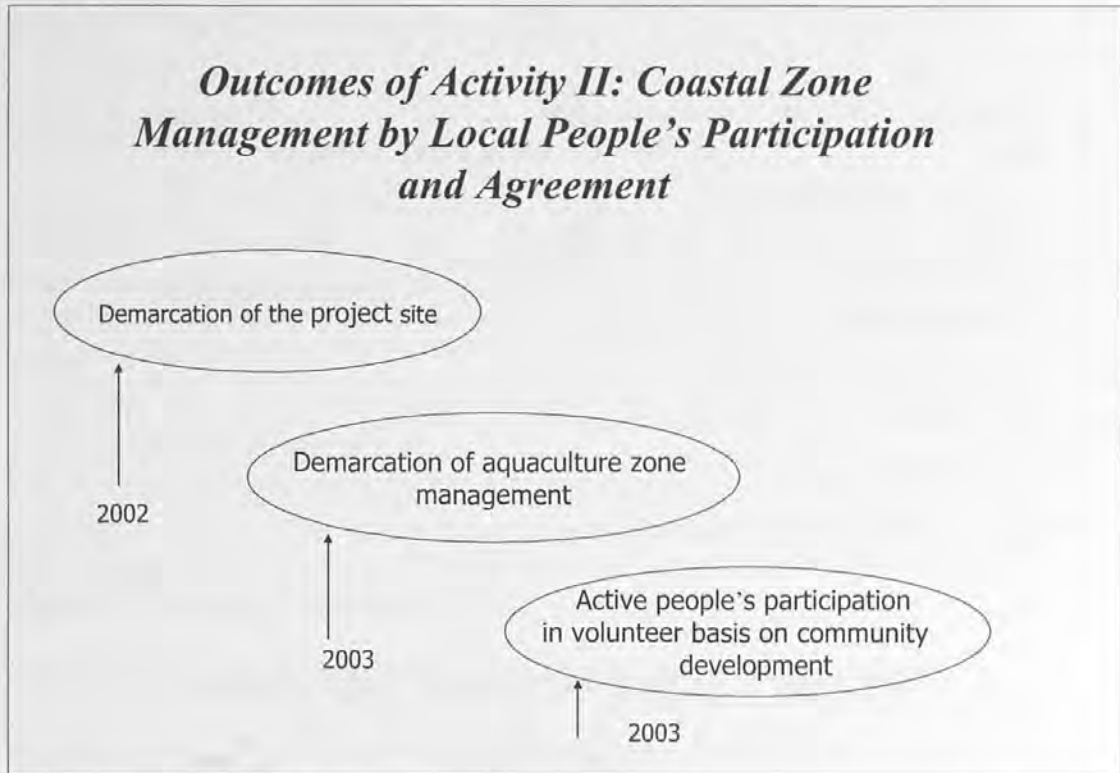 Outcomes of Activity II: Coastal Zone
Management by Local People's Participation
and Agreement
Demarcation of the project site
2002
Demarcation of aquaculture zone
management
2003
Active people's participation
in volunteer basis on community
development
2003